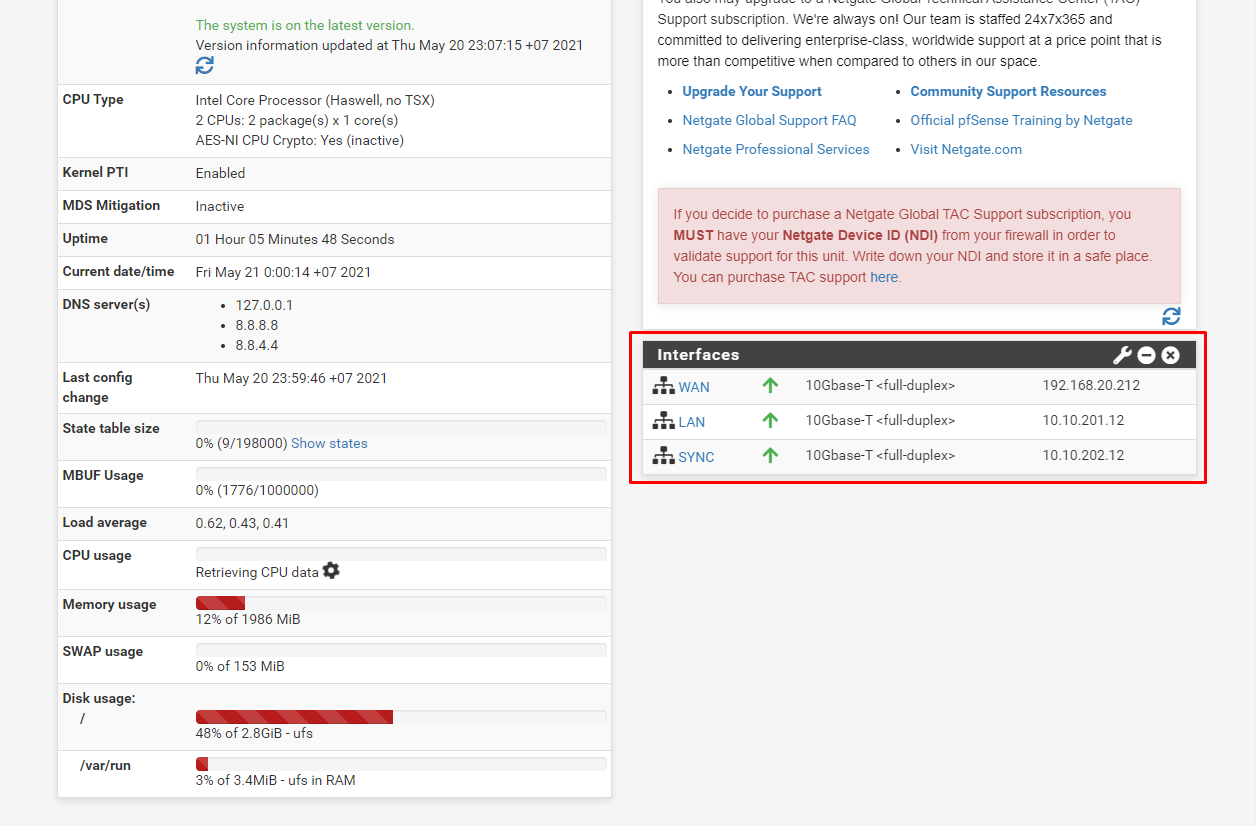 The system is on the latest version.
Version information updated at Thu May 20 23:07:15 +07 2021
CPU Type
Intel Core Processor (Haswell, no TSX)
2 CPUs: 2 package(s) x 1 core(s)
AES-NI CPU Crypto: Yes (inactive)
Kernel PTI
Enabled
MDS Mitigation
Inactive
Uptime
01 Hour 05 Minutes 48 Seconds
Current date/time
Fri May 21 0:00:14 +07 2021
DNS server(s)
127.0.0.1
8.8.8.8
8.8.4.4
Last config
change
Thu May 20 23:59:46 +07 2021
State table size
0% (9/198000) Show states
MBUF Usage
0% (1776/1000000)
Load average
0.62, 0.43, 0.41
CPU usage
Retrieving CPU data
Memory usage
12% of 1986 MiB
SWAP usage
0% of 153 MiB
Disk usage:
/
48% of 2.8GiB - ufs
/var/run
3% of 3.4MiB - ufs in RAM
You also may upgrade to a Netgate Global Technical Assistance Center (TAC)
Support subscription. We're always on! Our team is staffed 24x7x365 and
committed to delivering enterprise-class, worldwide support at a price point that is
more than competitive when compared to others in our space.
Upgrade Your Support
Community Support Resources
Netgate Global Support FAQ
Official pfSense Training by Netgate
Netgate Professional Services
Visit Netgate.com
If you decide to purchase a Netgate Global TAC Support subscription, you
MUST have your Netgate Device ID (NDI) from your firewall in order to
validate support for this unit. Write down your NDI and store it in a safe place.
You can purchase TAC support here.
Interfaces
WAN 10Gbase-T <full-duplex> 192.168.20.212
LAN 10Gbase-T <full-duplex> 10.10.201.12
SYNC 10Gbase-T <full-duplex> 10.10.202.12